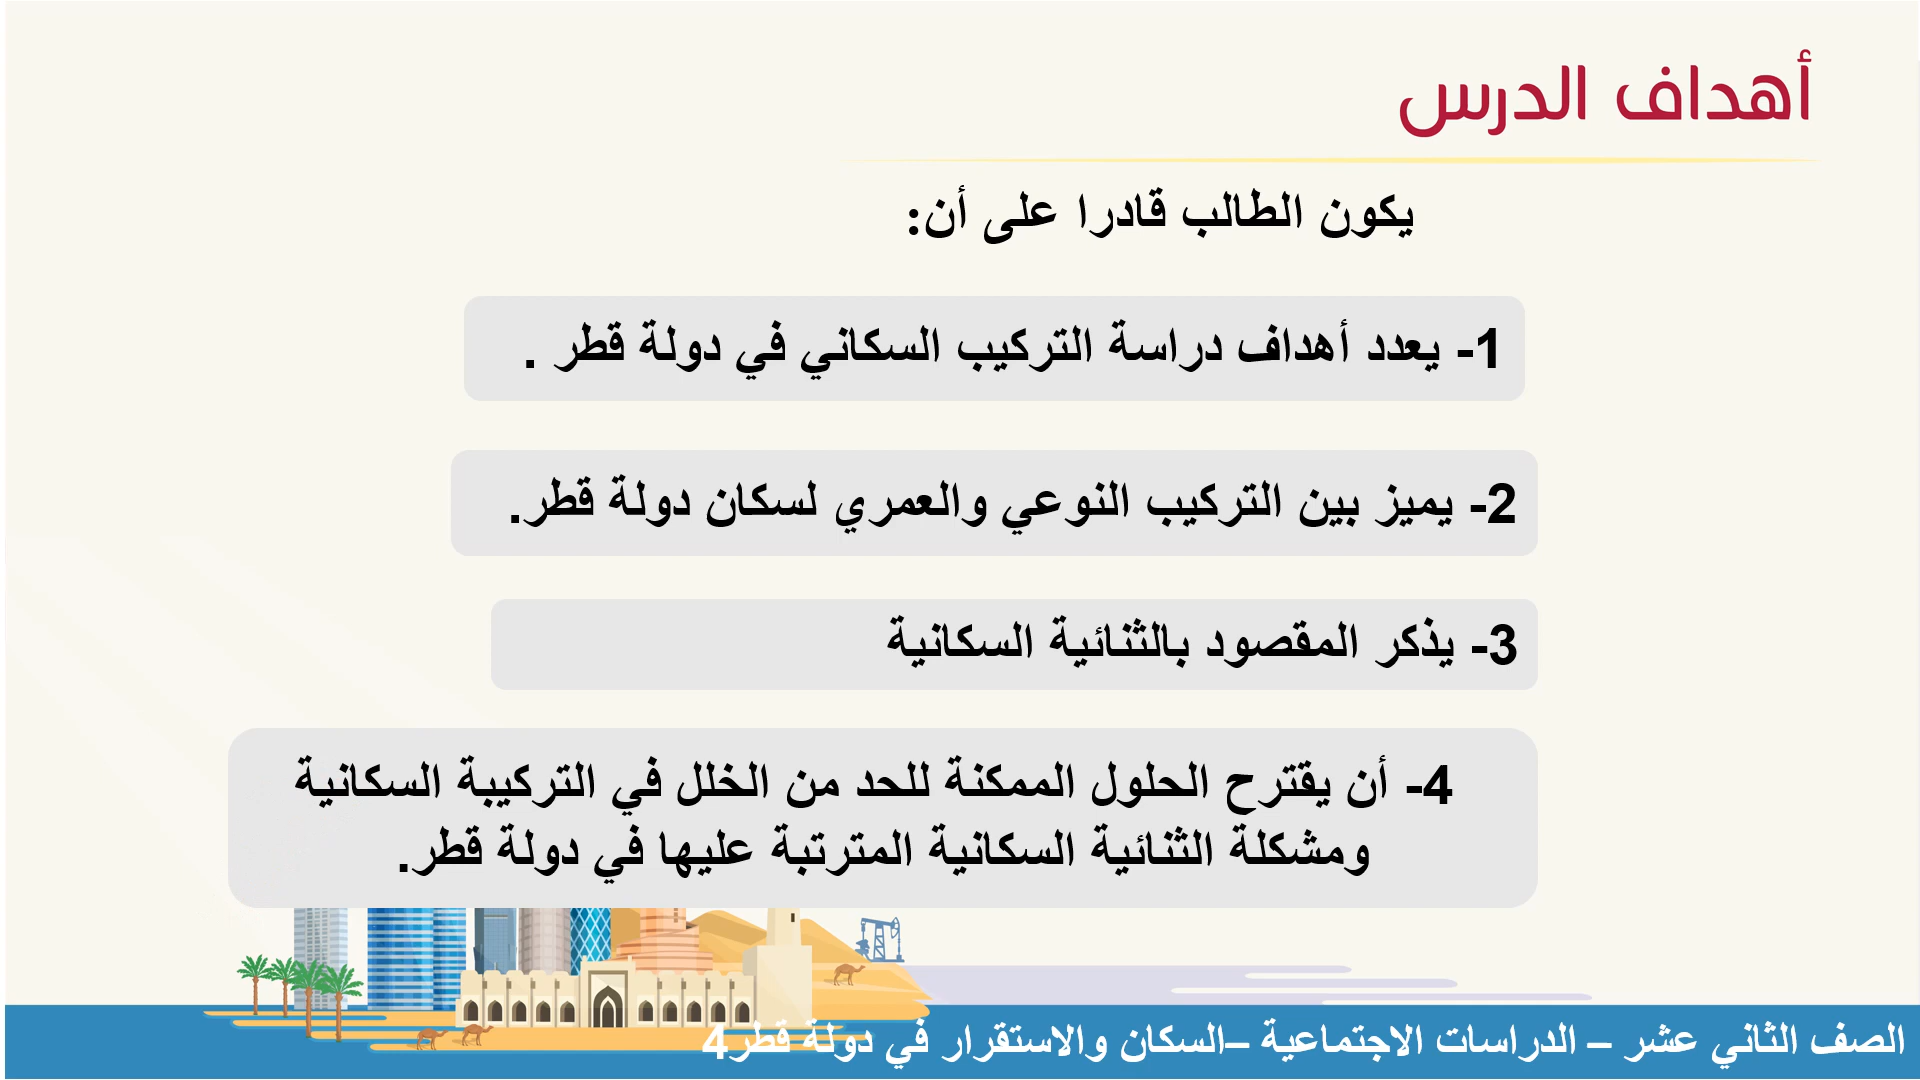 أهداف الدرس
يكون الطالب قادرا على أن:
1- يعدد أهداف دراسة التركيب السكاني في دولة قطر .
2- يميز بين التركيب النوعي والعمري لسكان دولة قطر.
3- يذكر المقصود بالثنائية السكانية
4- أن يقترح الحلول الممكنة للحد من الخلل في التركيبة السكانية
ومشكلة الثنائية السكانية المترتبة عليها في دولة قطر.
الصف الثاني عشر – الدراسات الاجتماعية –السكان والاستقرار في دولة قطر4